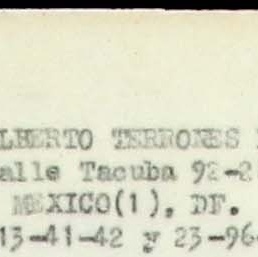 LBERTO TERRONES
alle Tacuba 92-2
MEXICO(1). DF.
13-41-42 y 23-96-